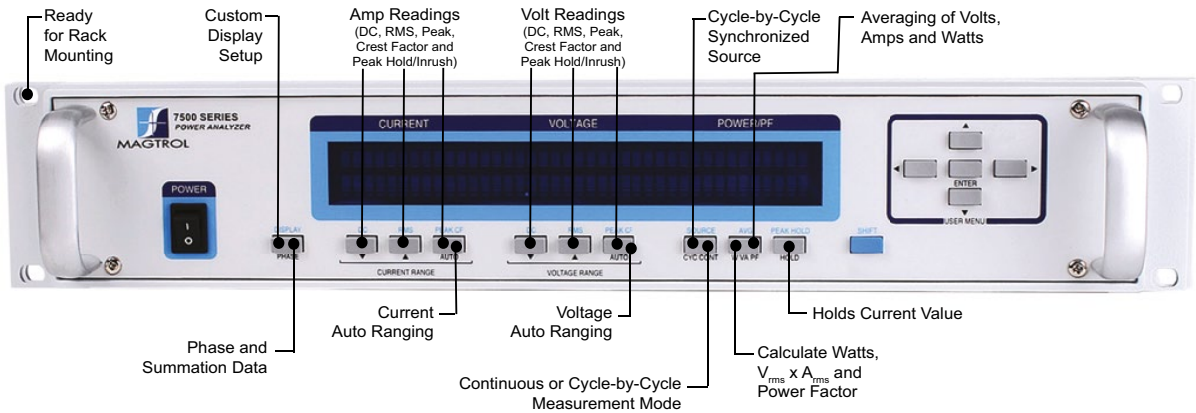 Ready
for Rack
Mounting
Custom
Display
Setup
Amp Readings
(DC, RMS, Peak,
Crest Factor and
Peak Hold/Inrush)
Volt Readings
(DC, RMS, Peak,
Crest Factor and
Peak Hold/Inrush)
Cycle-by-Cycle
Synchronized
Source
Averaging of Volts,
Amps and Watts
7500 SERIES
POWER ANALYZER
MAGTROL
CURRENT
VOLTAGE
POWER/PF
POWER
I
O
ENTER
USER MENU
DISPLAY
PHASE
DC
RMS
PEAK CF
AUTO
CURRENT RANGE
DC
RMS
PEAK CF
AUTO
VOLTAGE RANGE
SOURCE
CYC CONT
AVG
W VA PF
PEAK HOLD
HOLD
SHIFT
Phase and
Summation Data
Current
Auto Ranging
Voltage
Auto Ranging
Continuous or Cycle-by-Cycle
Measurement Mode
Calculate Watts,
Vrms x Arms and
Power Factor
Holds Current Value